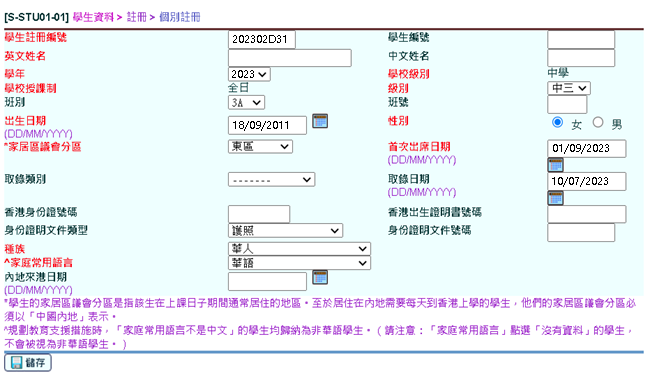 [S-STU01-01] 學生資料 > 註冊 > 個別註冊
學生註冊編號 202302D31 學生編號
英文姓名 中文姓名
學年 2023 學校級別 中學
學校授課制 全日 級別 中三
班別 3A 班號
出生日期 18/09/2011 性別 女 男
(DD/MM/YYYY)
*家居區議會分區 東區 首次出席日期 01/09/2023
(DD/MM/YYYY)
取錄類別 ------- 取錄日期 10/07/2023
(DD/MM/YYYY)
香港身份證號碼 香港出生證明書號碼
身份證明文件類型 護照 身份證明文件號碼
種族 華人
^家庭常用語言 華語
內地來港日期
(DD/MM/YYYY)
*學生的家居區議會分區是指該生在上課日子期間通常居住的地區。至於居住在內地需要每天到香港上學的學生，他們的家居區議會分區必
須以「中國內地」表示。
^規劃教育支援措施時，「家庭常用語言不是中文」的學生均歸納為非華語學生。（請注意：「家庭常用語言」點選「沒有資料」的學生，
不會被視為非華語學生。）
儲存